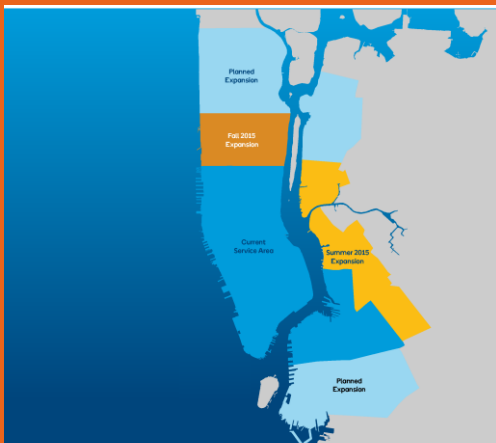 Planned
Expansion
Fall 2015
Expansion
Current
Service Area
Summer 2015
Expansion
Planned
Expansion